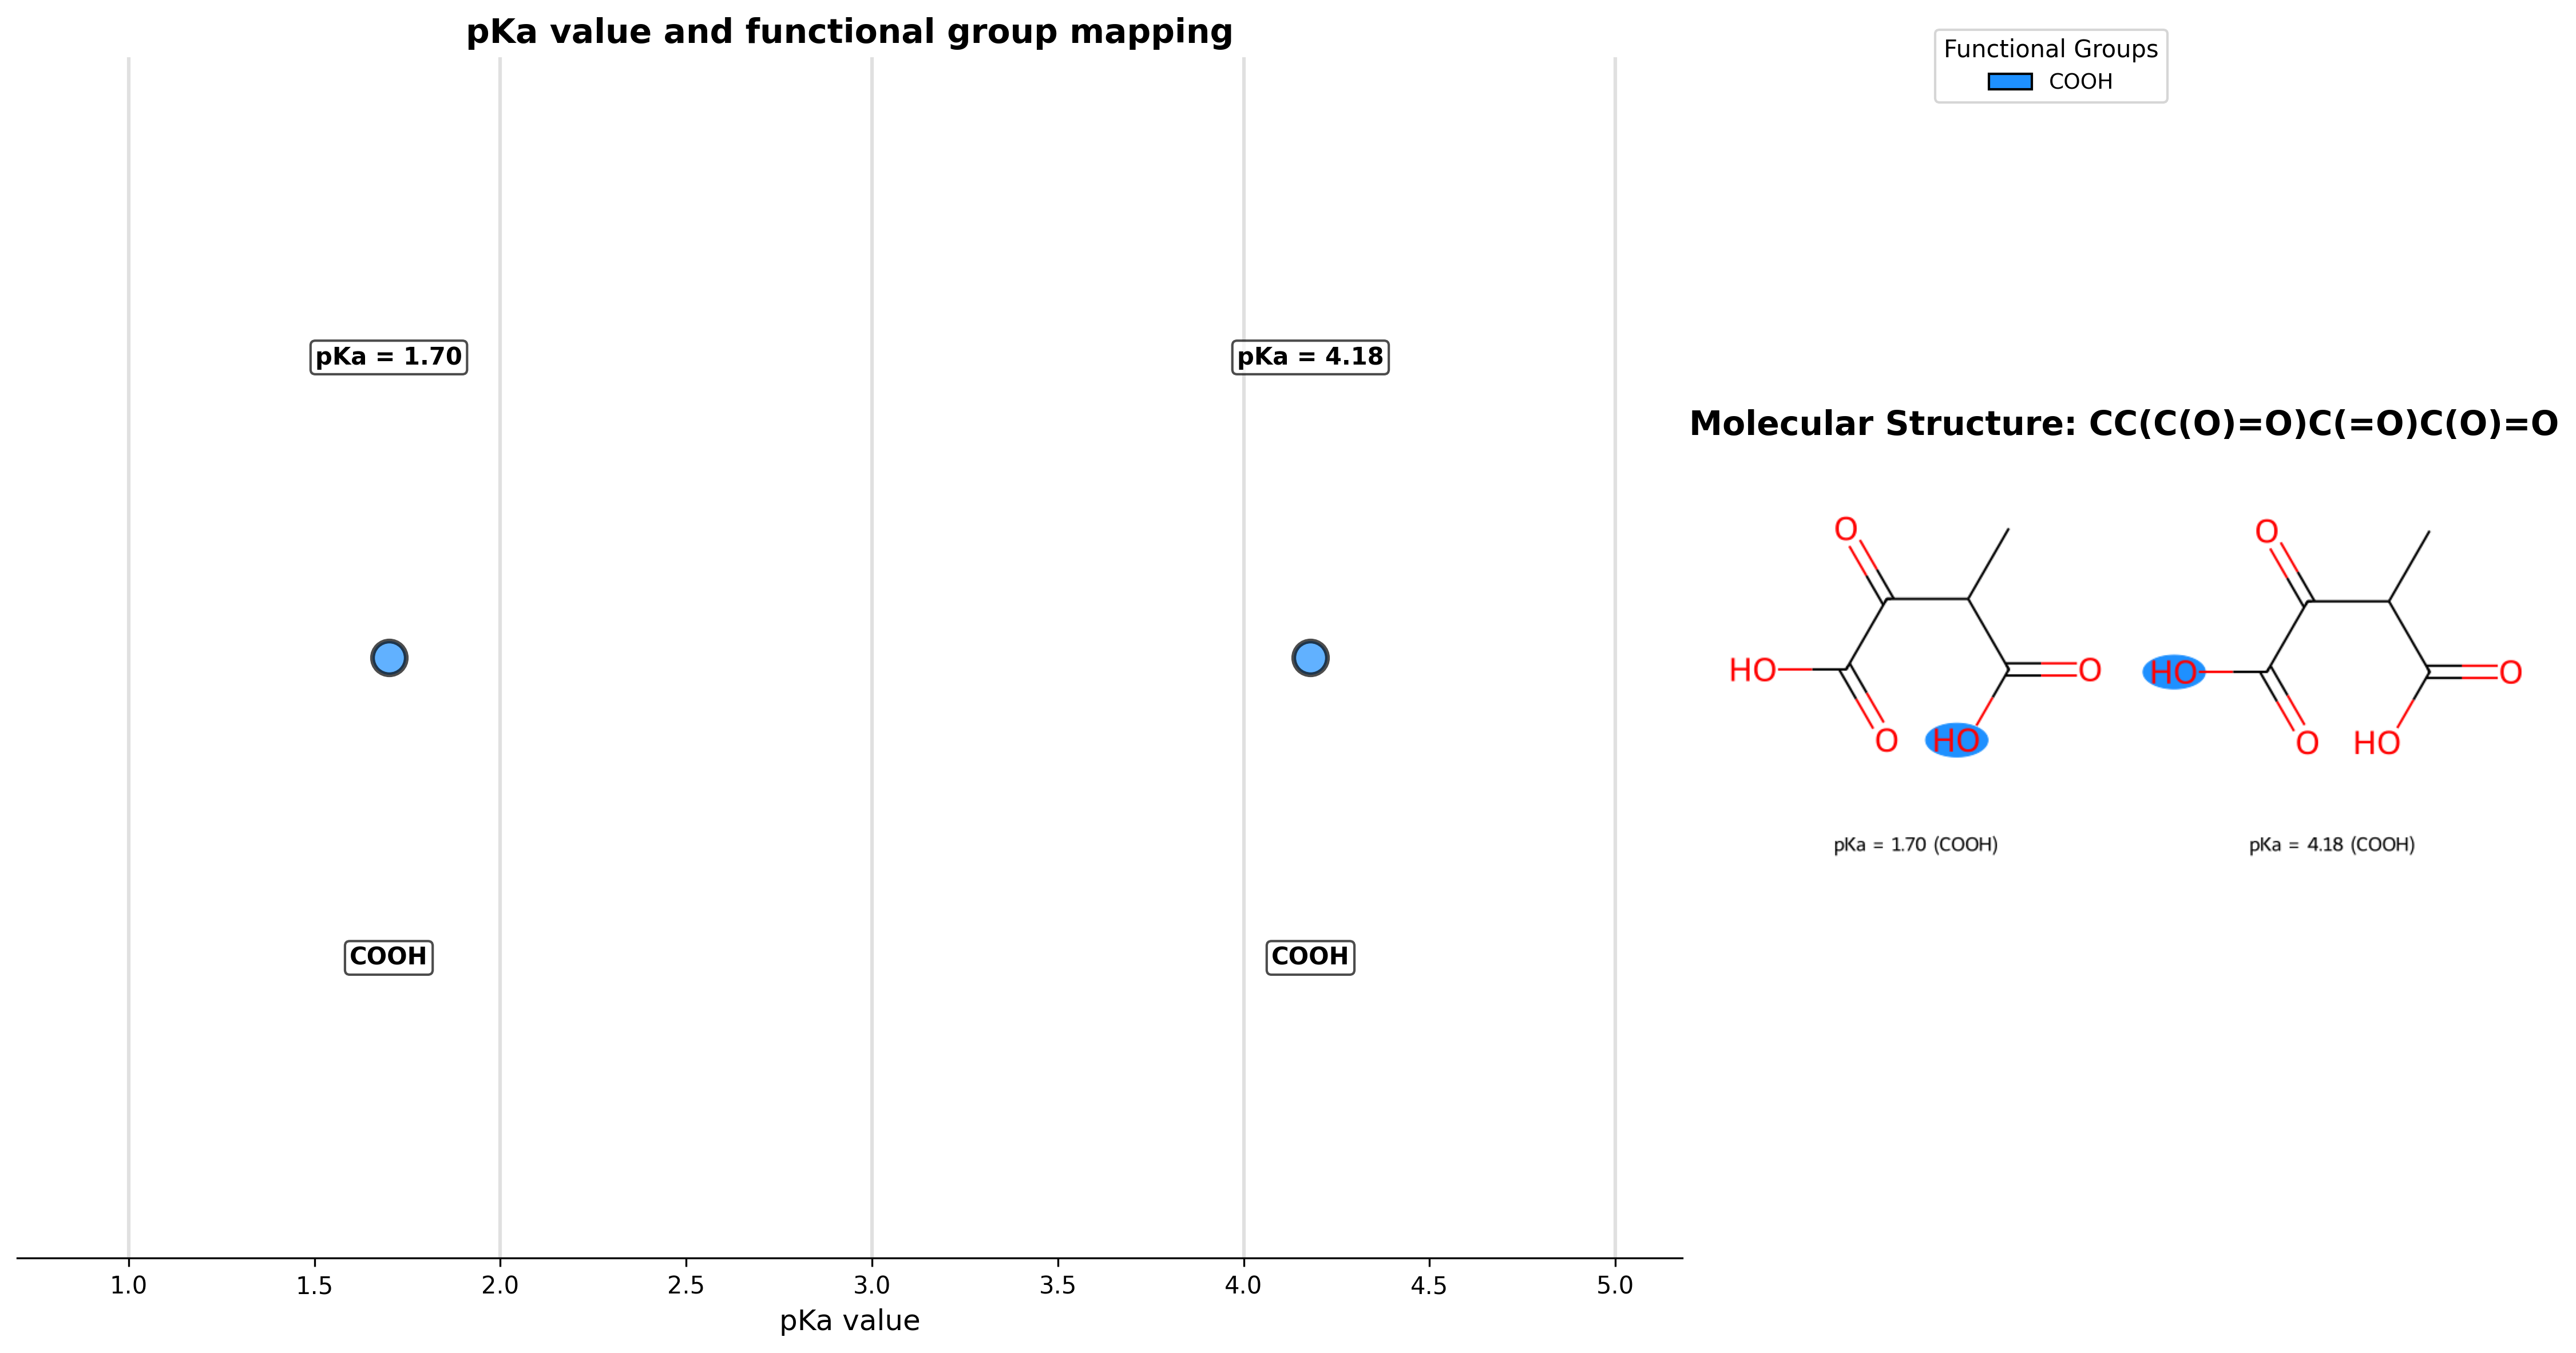 pKa value and functional group mapping
Functional Groups
COOH
pKa = 1.70
pKa = 4.18
Molecular Structure: CC(C(O)=O)C(=O)C(O)=O
O
O
HO
O
HO
O
O
HO
O
HO
pKa = 1.70 (COOH)
pKa = 4.18 (COOH)
COOH
COOH
1.0
1.5
2.0
2.5
3.0
3.5
4.0
4.5
5.0
pKa value